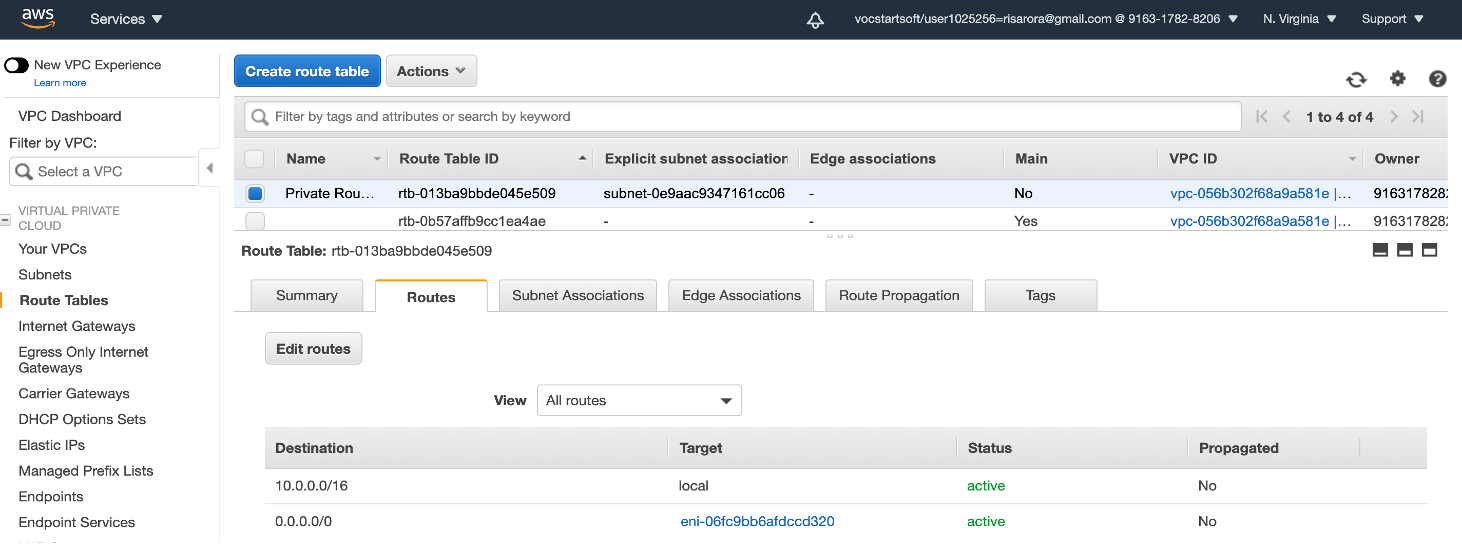 aws Services vocstartsoft/user1025256=risarora@gmail.com @ 9163-1782-8206 N. Virginia Support
New VPC Experience
Learn more
VPC Dashboard
Filter by VPC:
Select a VPC
VIRTUAL PRIVATE
CLOUD
Your VPCs
Subnets
Route Tables
Internet Gateways
Egress Only Internet
Gateways
Carrier Gateways
DHCP Options Sets
Elastic IPs
Managed Prefix Lists
Endpoints
Endpoint Services
Create route table Actions
Filter by tags and attributes or search by keyword 1 to 4 of 4
Name Route Table ID Explicit subnet association Edge associations Main VPC ID Owner
Private Rou... rtb-013ba9bbde045e509 subnet-0e9aac9347161cc06 - No vpc-056b302f68a9a581e |... 9163178282
rtb-0b57affb9cc1ea4ae - - Yes vpc-056b302f68a9a581e |... 9163178282
Route Table: rtb-013ba9bbde045e509
Summary Routes Subnet Associations Edge Associations Route Propagation Tags
Edit routes
View All routes
Destination Target Status Propagated
10.0.0.0/16 local active No
0.0.0.0/0 eni-06fc9bb6afdccd320 active No